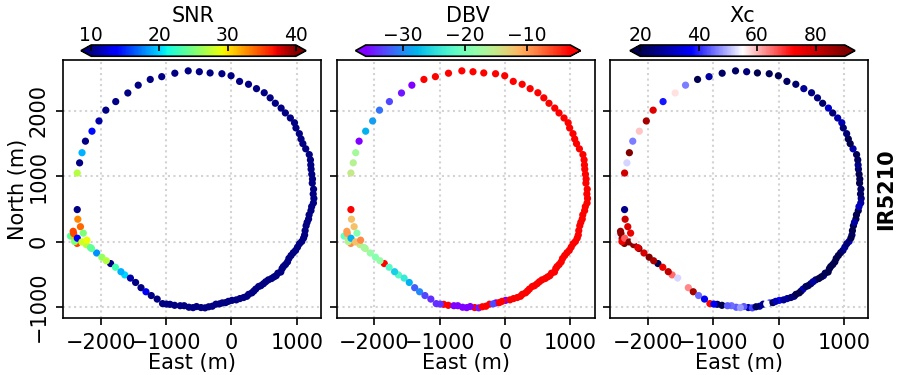 SNR DBV Xc
10 20 30 40 −30 −20 −10 20 40 60 80
2000
1000
0
−1000
North (m)
IR5210
−2000 −1000 0 1000 −2000 −1000 0 1000 −2000 −1000 0 1000
East (m) East (m) East (m)